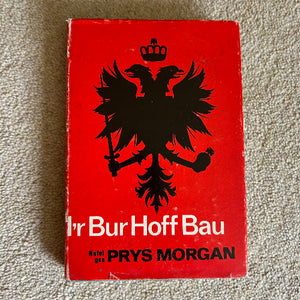 I'r Bur Hoff Bau
Nofel
gan PRYS MORGAN